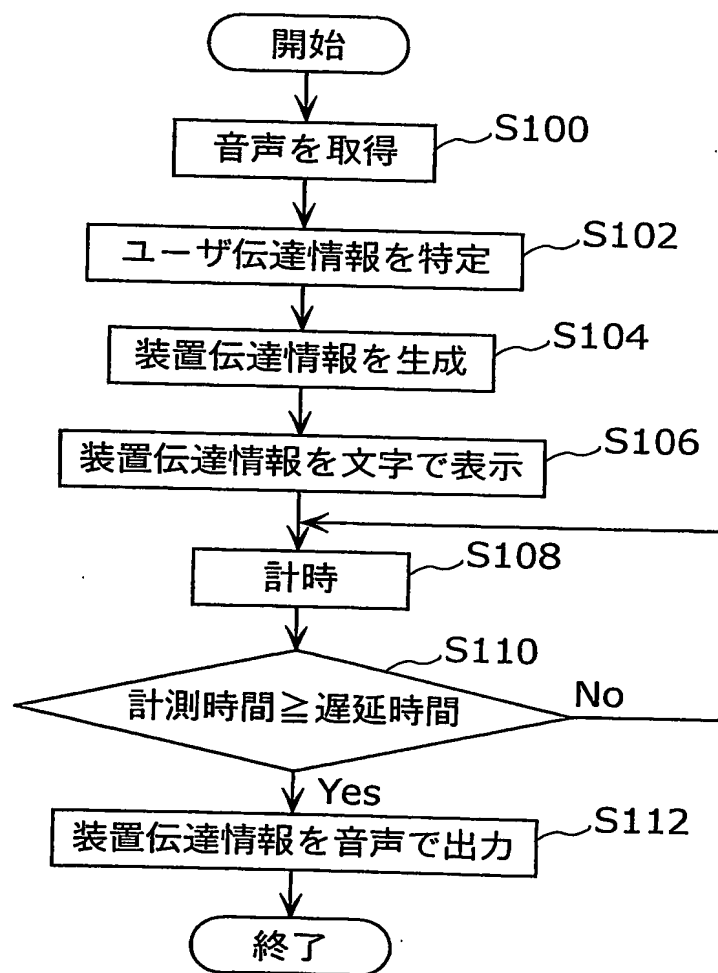 開始
音声を取得
S100
ユーザ伝達情報を特定
S102
装置伝達情報を生成
S104
装置伝達情報を文字で表示
S106
計時
S108
計測時間≧遅延時間
S110
No
Yes
装置伝達情報を音声で出力
S112
終了